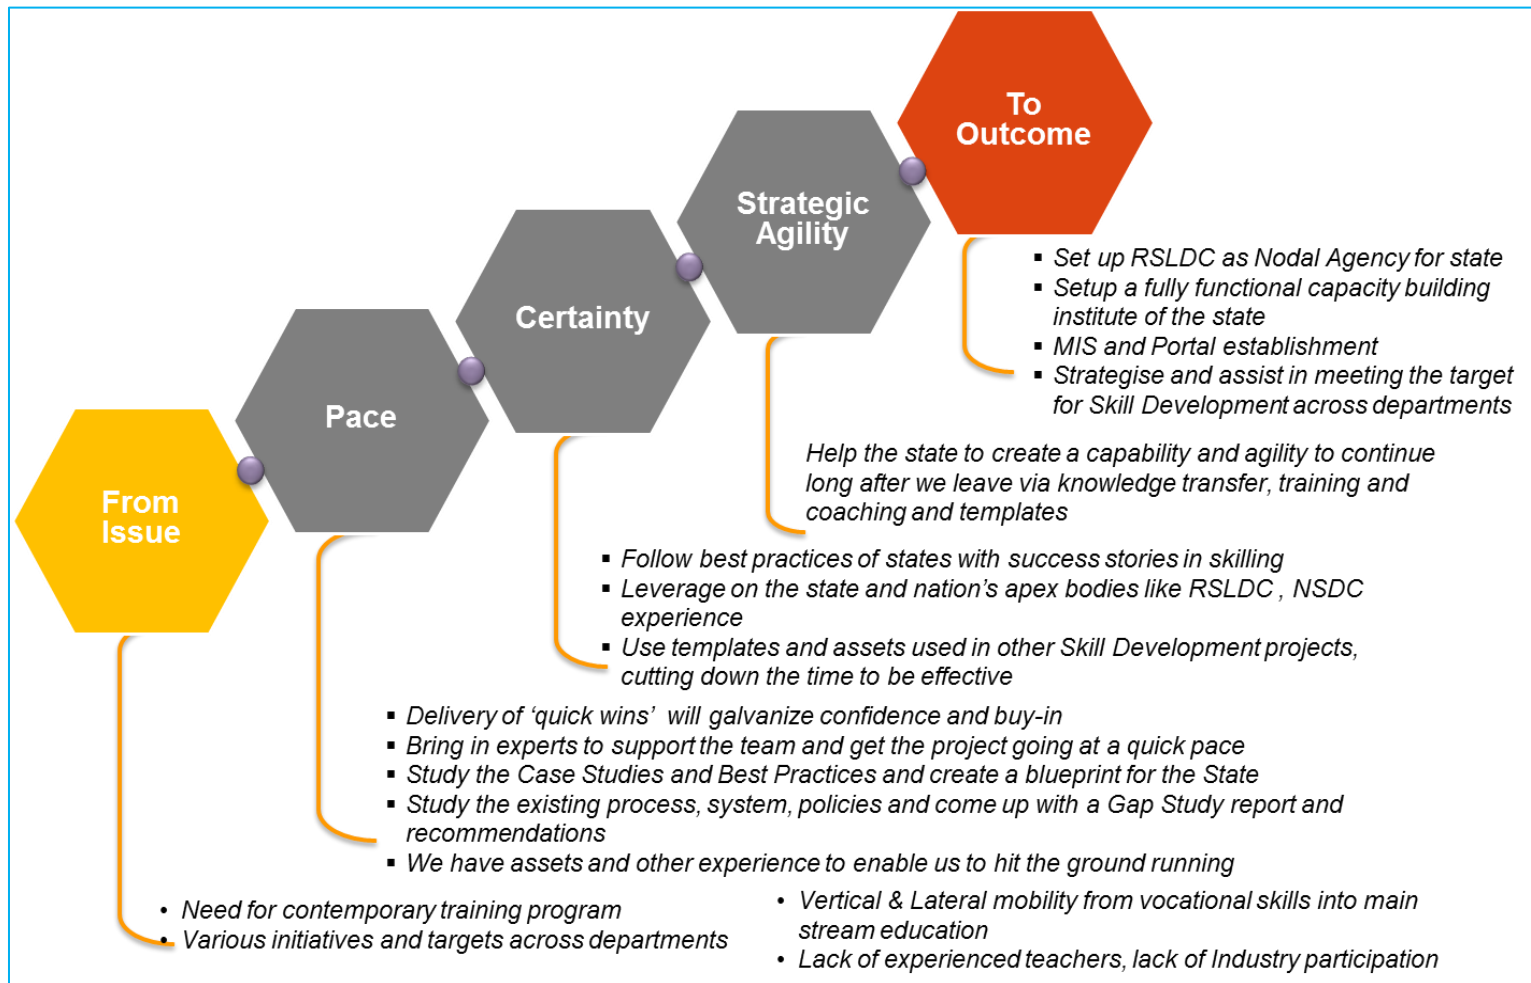 To
Outcome
Strategic
Agility
Certainty
Pace
From
Issue
▪ Set up RSLDC as Nodal Agency for state
▪ Setup a fully functional capacity building
institute of the state
▪ MIS and Portal establishment
▪ Strategise and assist in meeting the target
for Skill Development across departments
Help the state to create a capability and agility to continue
long after we leave via knowledge transfer, training and
coaching and templates
▪ Follow best practices of states with success stories in skilling
▪ Leverage on the state and nation's apex bodies like RSLDC , NSDC
experience
▪ Use templates and assets used in other Skill Development projects,
cutting down the time to be effective
▪ Delivery of ‘quick wins’ will galvanize confidence and buy-in
▪ Bring in experts to support the team and get the project going at a quick pace
▪ Study the Case Studies and Best Practices and create a blueprint for the State
▪ Study the existing process, system, policies and come up with a Gap Study report and
recommendations
▪ We have assets and other experience to enable us to hit the ground running
• Need for contemporary training program
• Various initiatives and targets across departments
• Vertical & Lateral mobility from vocational skills into main
stream education
• Lack of experienced teachers, lack of Industry participation